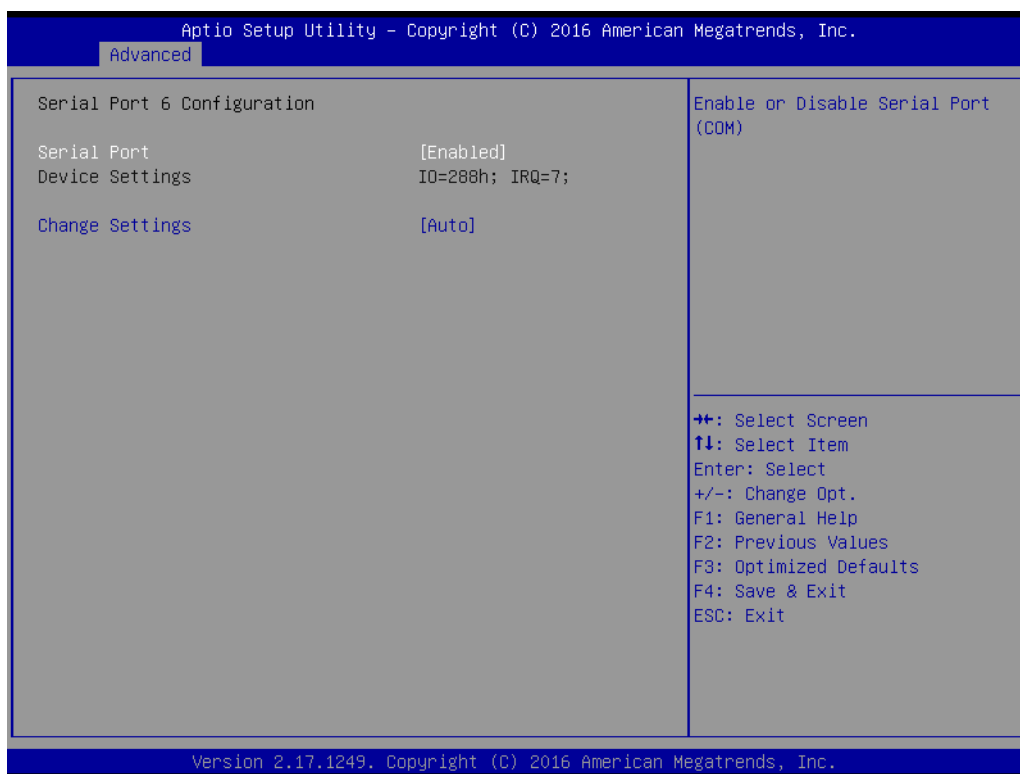 Aptio Setup Utility – Copyright (C) 2016 American Megatrends, Inc.
Advanced
Serial Port 6 Configuration
Serial Port [Enabled]
Device Settings IO=288h; IRQ=7;
Change Settings [Auto]
Enable or Disable Serial Port
(COM)
→←: Select Screen
↑↓: Select Item
Enter: Select
+/-: Change Opt.
F1: General Help
F2: Previous Values
F3: Optimized Defaults
F4: Save & Exit
ESC: Exit
Version 2.17.1249. Copyright (C) 2016 American Megatrends, Inc.